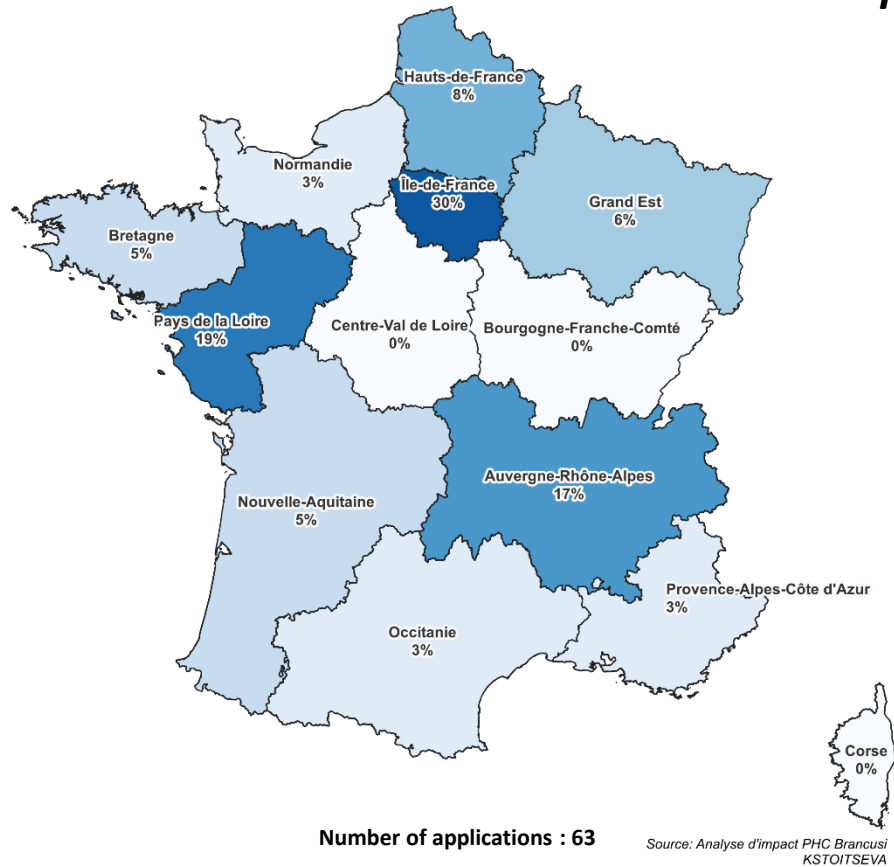 Hauts-de-France
8%
Normandie
3%
Île-de-France
30%
Grand Est
6%
Bretagne
5%
Pays de la Loire
19%
Centre-Val de Loire
0%
Bourgogne-Franche-Comté
0%
Auvergne-Rhône-Alpes
17%
Nouvelle-Aquitaine
5%
Provence-Alpes-Côte d'Azur
3%
Occitanie
3%
Corse
0%
Number of applications : 63
Source: Analyse d'impact PHC Brancusi
KSTOITSEVA